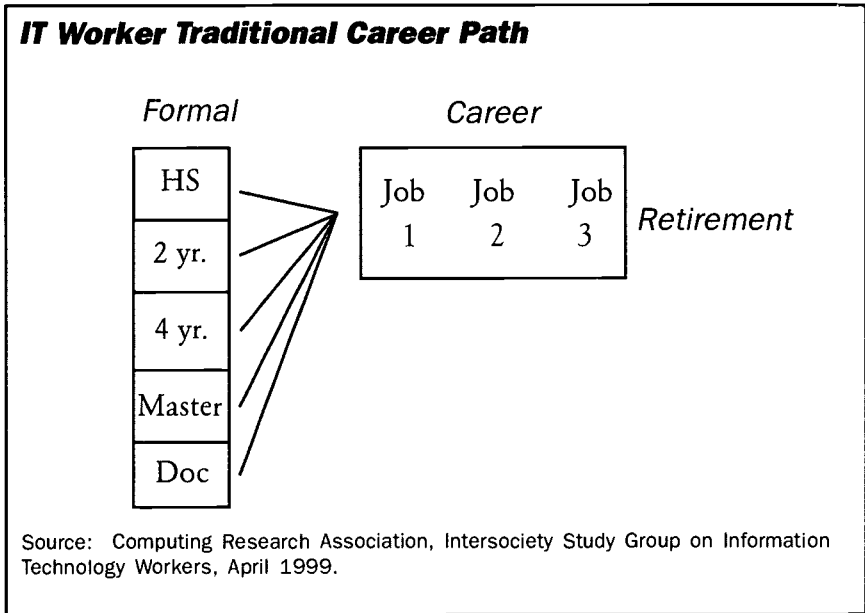 IT Worker Traditional Career Path
Formal
Career
HS
2 yr.
4 yr.
Master
Doc
Job Job Job
1 2 3
Retirement
Source: Computing Research Association, Intersociety Study Group on Information
Technology Workers, April 1999.